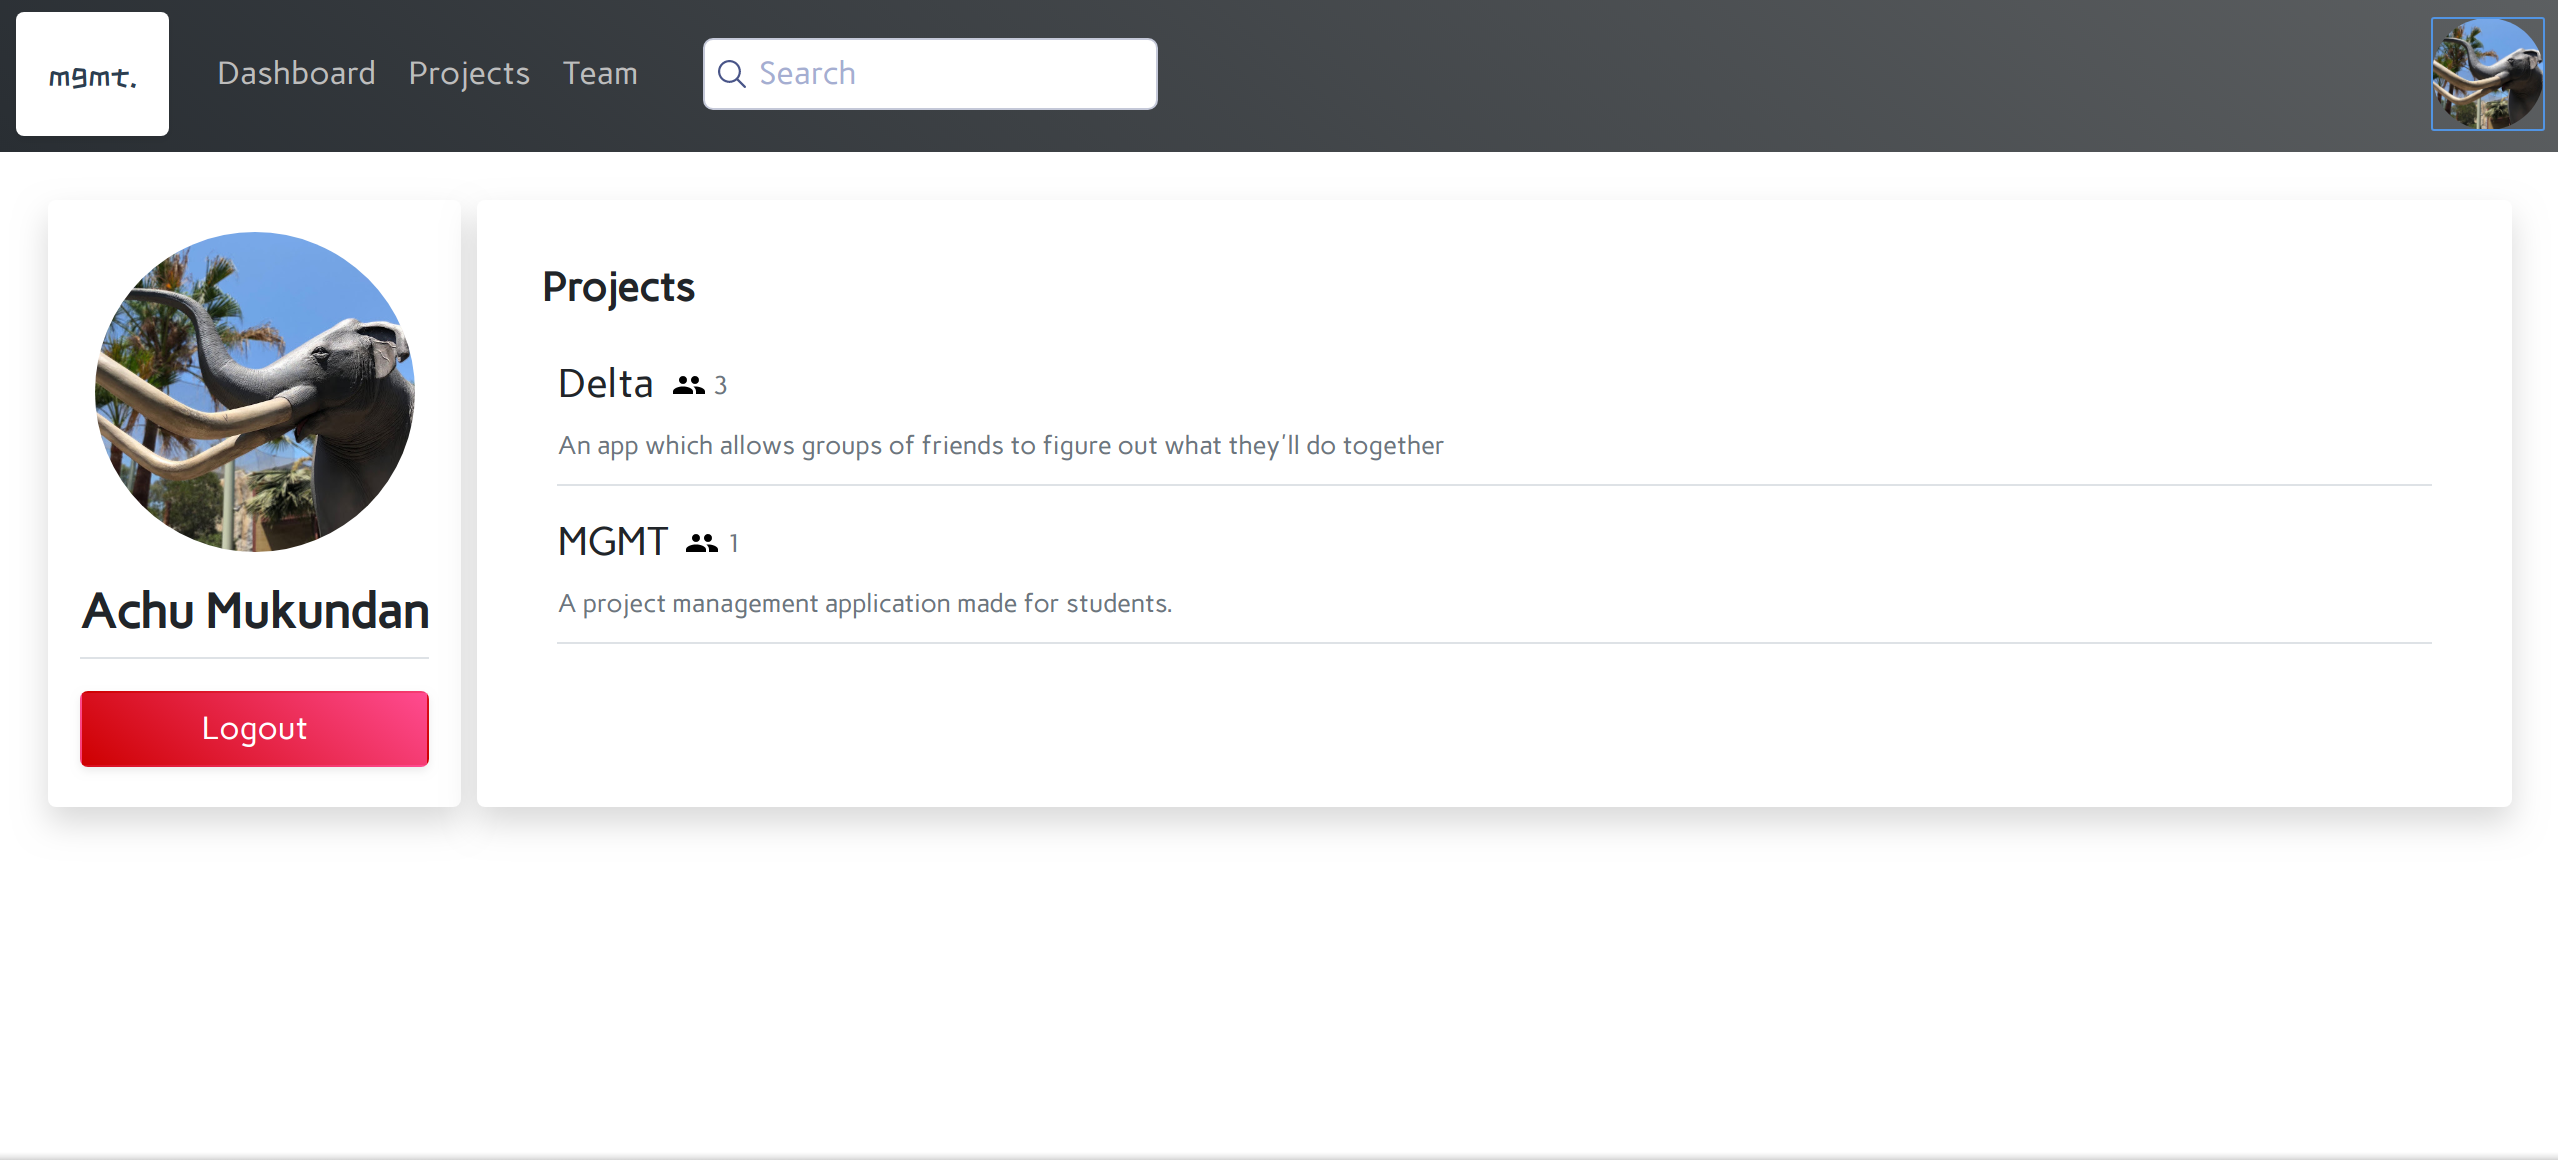 mgmt.
Dashboard Projects Team Search
Achu Mukundan
Logout
Projects
Delta 3
An app which allows groups of friends to figure out what they'll do together
MGMT 1
A project management application made for students.